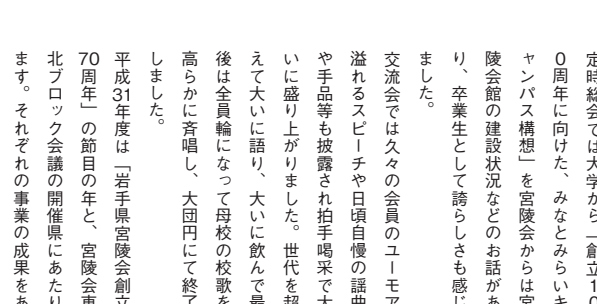 定時総会では大学から「創立１０
０周年に向けた、みなとみらいキ
ャンパス構想」を宮陵会からは宮
陵会館の建設状況などのお話があ
り、卒業生として誇らしさも感じ
ました。
交流会では久々の会員のユーモア
溢れるスピーチや日頃自慢の謡曲
や手品等も披露され拍手喝采で大
いに盛り上がりました。世代を超
えて大いに語り、大いに飲んで最
後は全員輪になって母校の校歌を
高らかに斉唱し、大団円にて終了
しました。
平成31年度は「岩手県宮陵会創立
70周年」の節目の年と、宮陵会東
北ブロック会議の開催県にあたり
ます。それぞれの事業の成果をあ